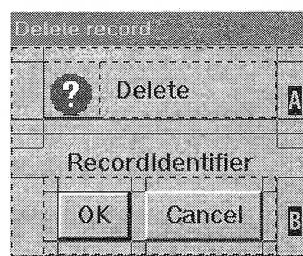 Delete record
? Delete
A
RecordIdentifier
OK Cancel
B